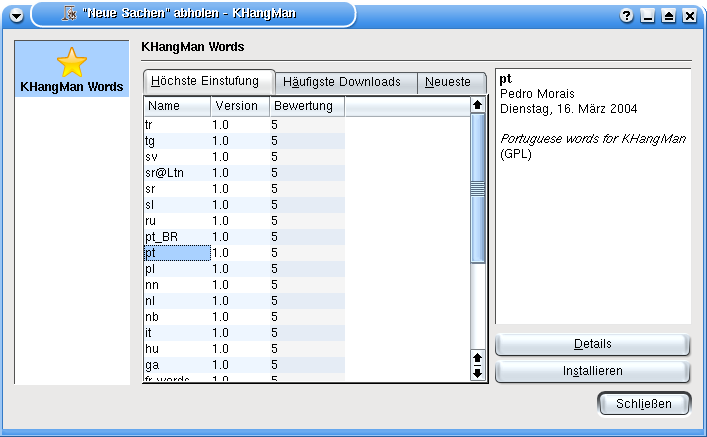 "Neue Sachen" abholen - KHangMan
KHangMan Words
KHangMan Words
Höchste Einstufung Häufigste Downloads Neueste
Name Version Bewertung
tr 1.0 5
tg 1.0 5
sv 1.0 5
sr@Ltn 1.0 5
sr 1.0 5
sl 1.0 5
ru 1.0 5
pt_BR 1.0 5
pt 1.0 5
pl 1.0 5
nn 1.0 5
nl 1.0 5
nb 1.0 5
it 1.0 5
hu 1.0 5
ga 1.0 5
fr words 1.0 5
pt
Pedro Morais
Dienstag, 16. März 2004
Portuguese words for KHangMan
(GPL)
Details
Installieren
Schließen